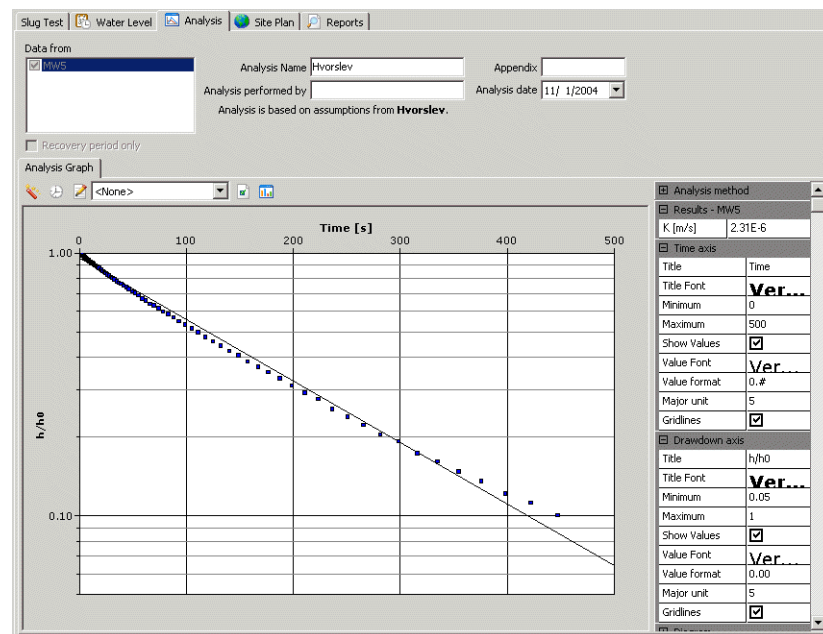 Slug Test Water Level Analysis Site Plan Reports
Data from
MW5
Analysis Name Hvorslev Appendix
Analysis performed by Analysis date 11/ 1/2004
Analysis is based on assumptions from Hvorslev.
Recovery period only
Analysis Graph
<None>
Time [s]
0 100 200 300 400 500
1.00
h/h0
0.10
Analysis method
Results - MW5
K [m/s] 2.31E-6
Time axis
Title Time
Title Font Ver...
Minimum 0
Maximum 500
Show Values
Value Font Ver...
Value format 0.#
Major unit 5
Gridlines
Drawdown axis
Title h/h0
Title Font Ver...
Minimum 0.05
Maximum 1
Show Values
Value Font Ver...
Value format 0.00
Major unit 5
Gridlines